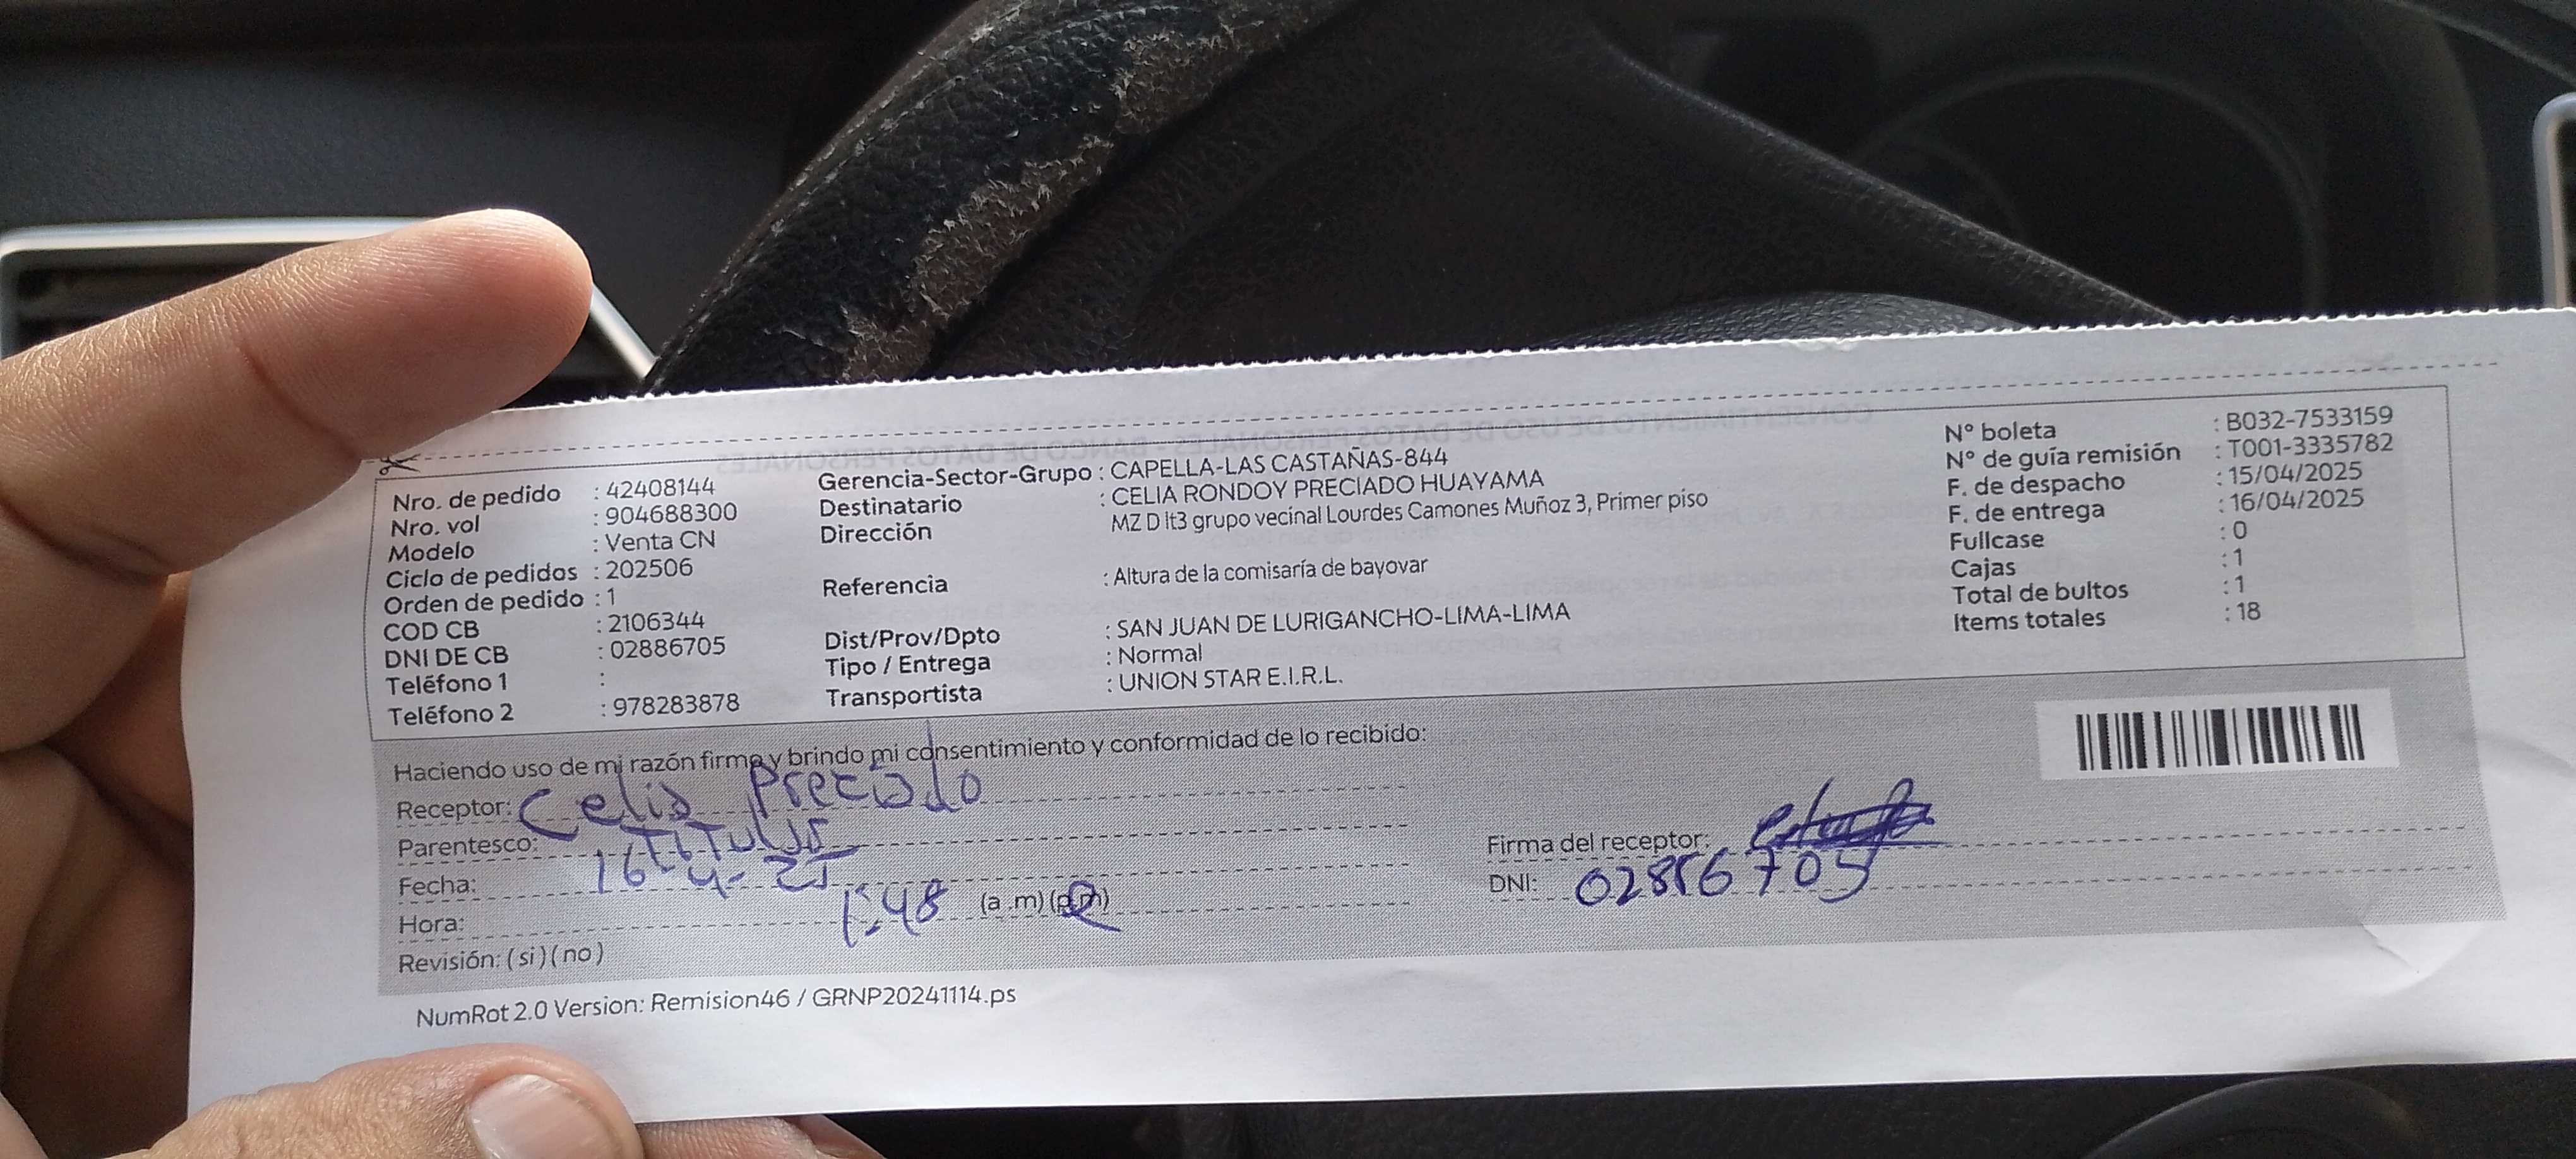 Nro. de pedido : 42408144
Nro. vol : 904688300
Modelo : Venta CN
Ciclo de pedidos : 202506
Orden de pedido : 1
COD CB : 2106344
DNI DE CB : 02886705
Teléfono 1 :
Teléfono 2 : 978283878
Gerencia-Sector-Grupo : CAPELLA-LAS CASTAÑAS-844
Destinatario : CELIA RONDOY PRECIADO HUAYAMA
Dirección MZ D lt3 grupo vecinal Lourdes Camones Muñoz 3, Primer piso
Referencia : Altura de la comisaría de bayovar
Dist/Prov/Dpto : SAN JUAN DE LURIGANCHO-LIMA-LIMA
Tipo / Entrega : Normal
Transportista : UNION STAR E.I.R.L.
N° boleta : B032-7533159
N° de guía remisión : T001-3335782
F. de despacho : 15/04/2025
F. de entrega : 16/04/2025
Fullcase : 0
Cajas : 1
Total de bultos : 1
Items totales : 18
Haciendo uso de mi razón firmo y brindo mi consentimiento y conformidad de lo recibido:
Receptor: Celia Preciado
Parentesco:
Fecha: 16-4-25
Hora: 1:48 (a .m) (p.m)
Revisión: ( si ) ( no )
Firma del receptor:
DNI: 02886705
NumRot 2.0 Version: Remision46 / GRNP20241114.ps